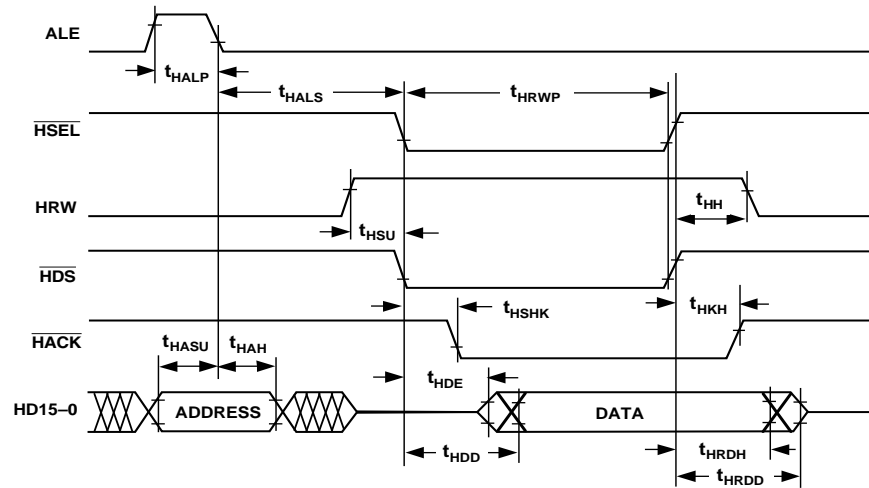 ALE
tHALP
tHALS
tHRWP
HSEL
HRW
tHH
tHSU
HDS
tHSHK
tHKH
HACK
tHASU
tHAH
tHDE
HD15–0
ADDRESS
DATA
tHDD
tHRDH
tHRDD